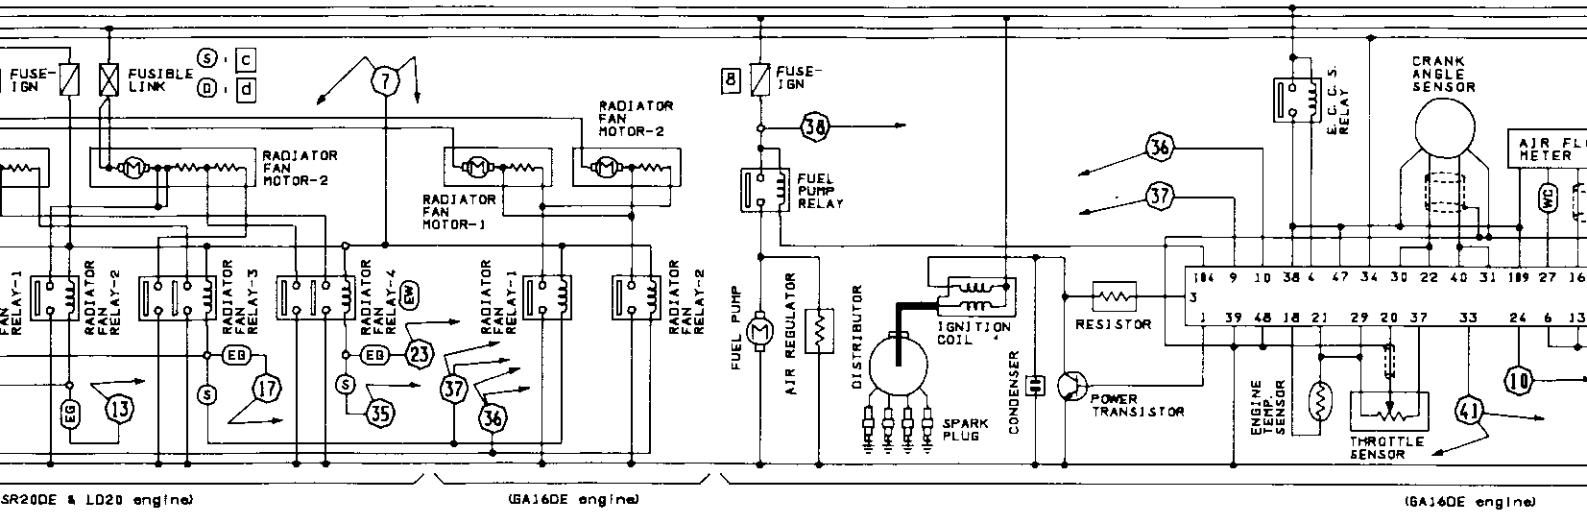 FUSE-
IGN
FUSIBLE
LINK
S : C
D : d
7
RADIATOR
FAN
MOTOR-2
RADIATOR
FAN
MOTOR-2
RADIATOR
FAN
MOTOR-1
M
M
M
8
FUSE-
IGN
38
FUEL
PUMP
RELAY
E.C.C.S.
RELAY
CRANK
ANGLE
SENSOR
AIR FL
METER
WC
36
37
FAN
RELAY-1
RADIATOR
FAN
RELAY-2
RADIATOR
FAN
RELAY-3
RADIATOR
FAN
RELAY-4
EW
RADIATOR
FAN
RELAY-1
RADIATOR
FAN
RELAY-2
FUEL PUMP
M
AIR REGULATOR
DISTRIBUTOR
IGNITION
COIL
CONDENSER
RESISTOR
POWER
TRANSISTOR
SPARK
PLUG
104 9 10 38 4 47 34 30 22 40 31 109 27 16
3
1 39 48 18 21 29 20 37 33 24 6 13
EG
13
EG
17
S
EG
23
S
35
37
36
ENGINE
TEMP.
SENSOR
THROTTLE
SENSOR
41
10
SR20DE & LD20 engine)
(GA16DE engine)
(GA16DE engine)